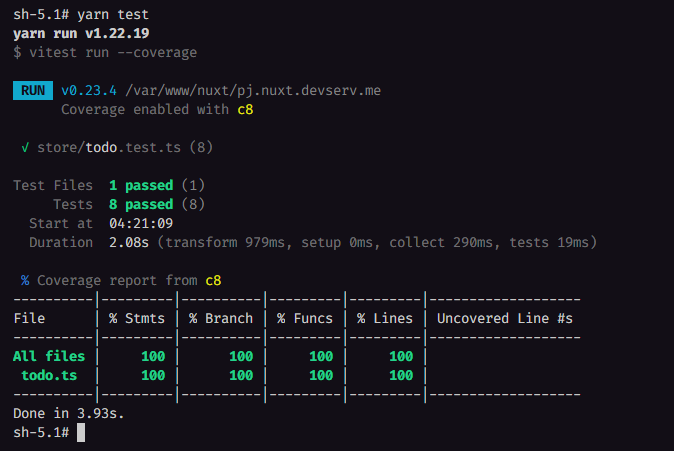 sh-5.1# yarn test
yarn run v1.22.19
$ vitest run --coverage
RUN v0.23.4 /var/www/nuxt/pj.nuxt.devserv.me
Coverage enabled with c8
√ store/todo.test.ts (8)
Test Files 1 passed (1)
Tests 8 passed (8)
Start at 04:21:09
Duration 2.08s (transform 979ms, setup 0ms, collect 290ms, tests 19ms)
% Coverage report from c8
----------|---------|----------|---------|---------|-------------------
File | % Stmts | % Branch | % Funcs | % Lines | Uncovered Line #s
----------|---------|----------|---------|---------|-------------------
All files | 100 | 100 | 100 | 100 |
todo.ts | 100 | 100 | 100 | 100 |
----------|---------|----------|---------|---------|-------------------
Done in 3.93s.
sh-5.1#